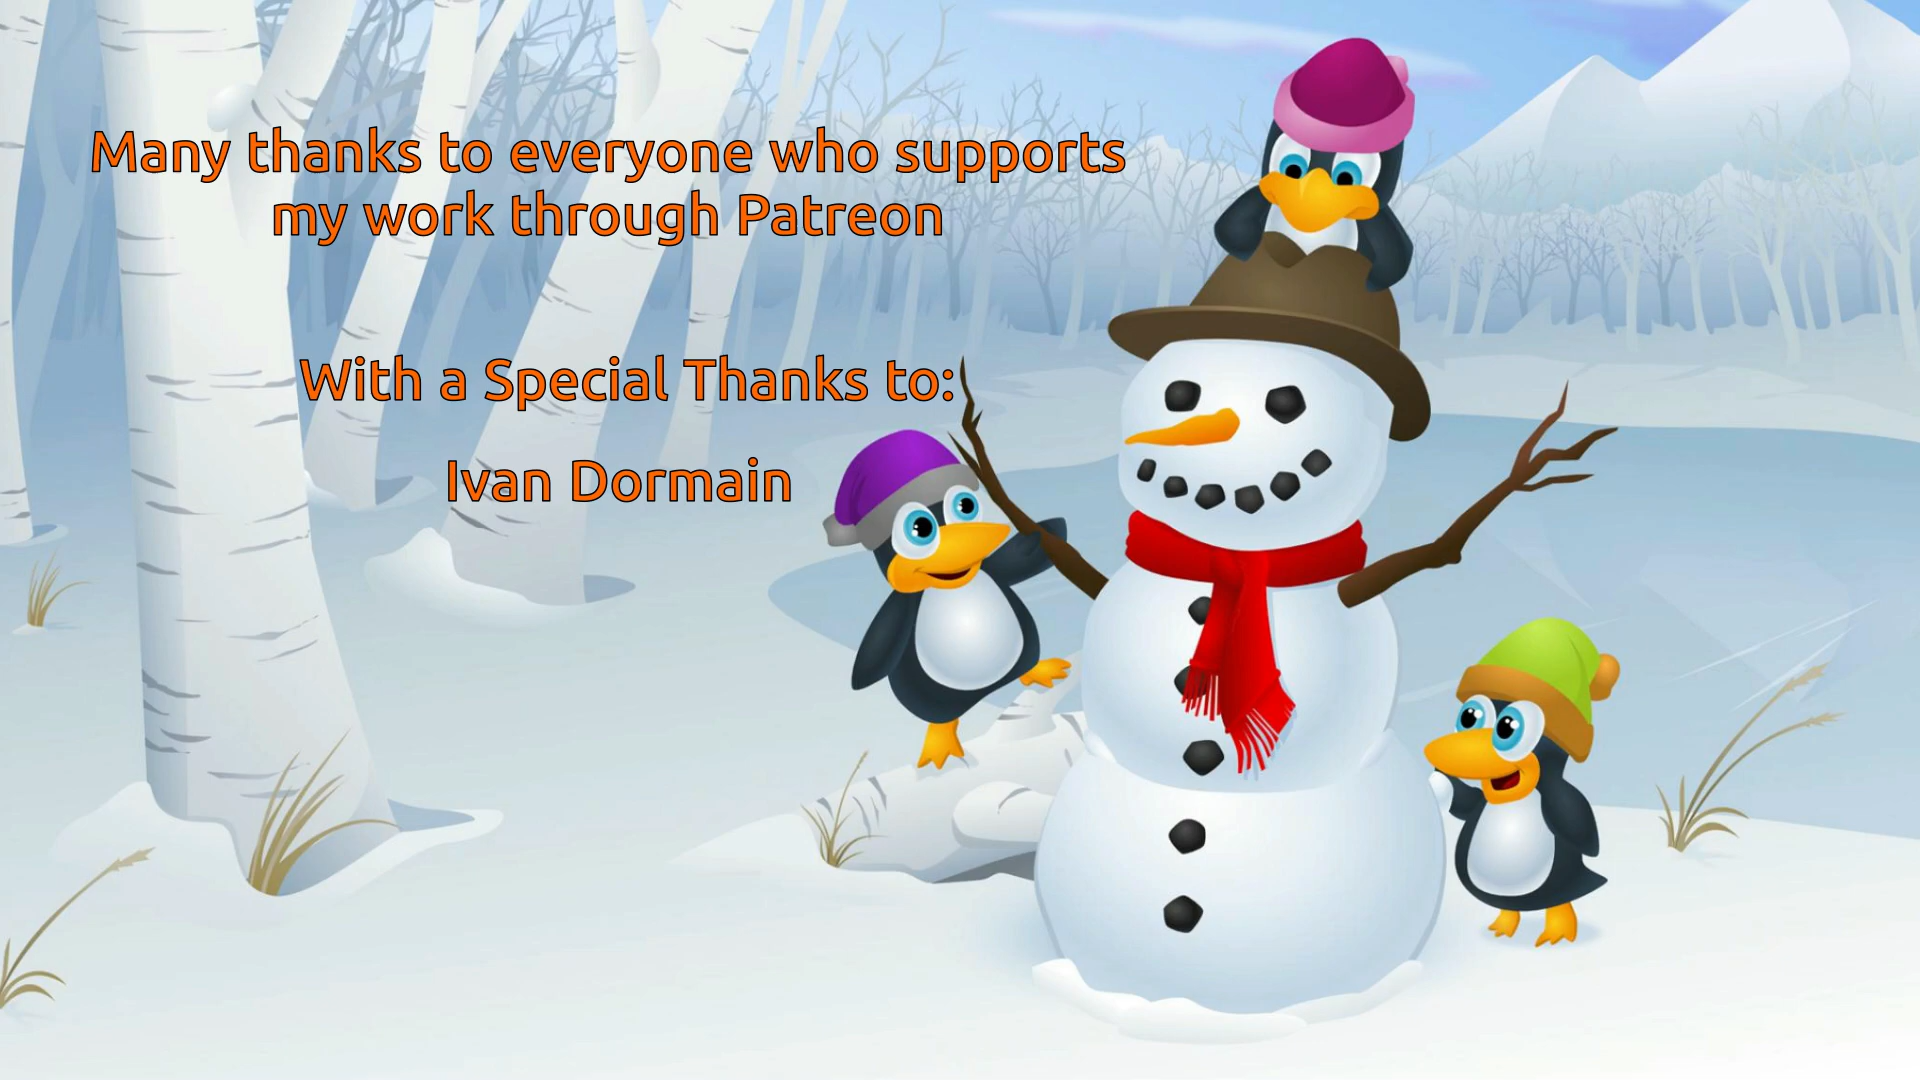 Many thanks to everyone who supports
my work through Patreon
With a Special Thanks to:
Ivan Dormain